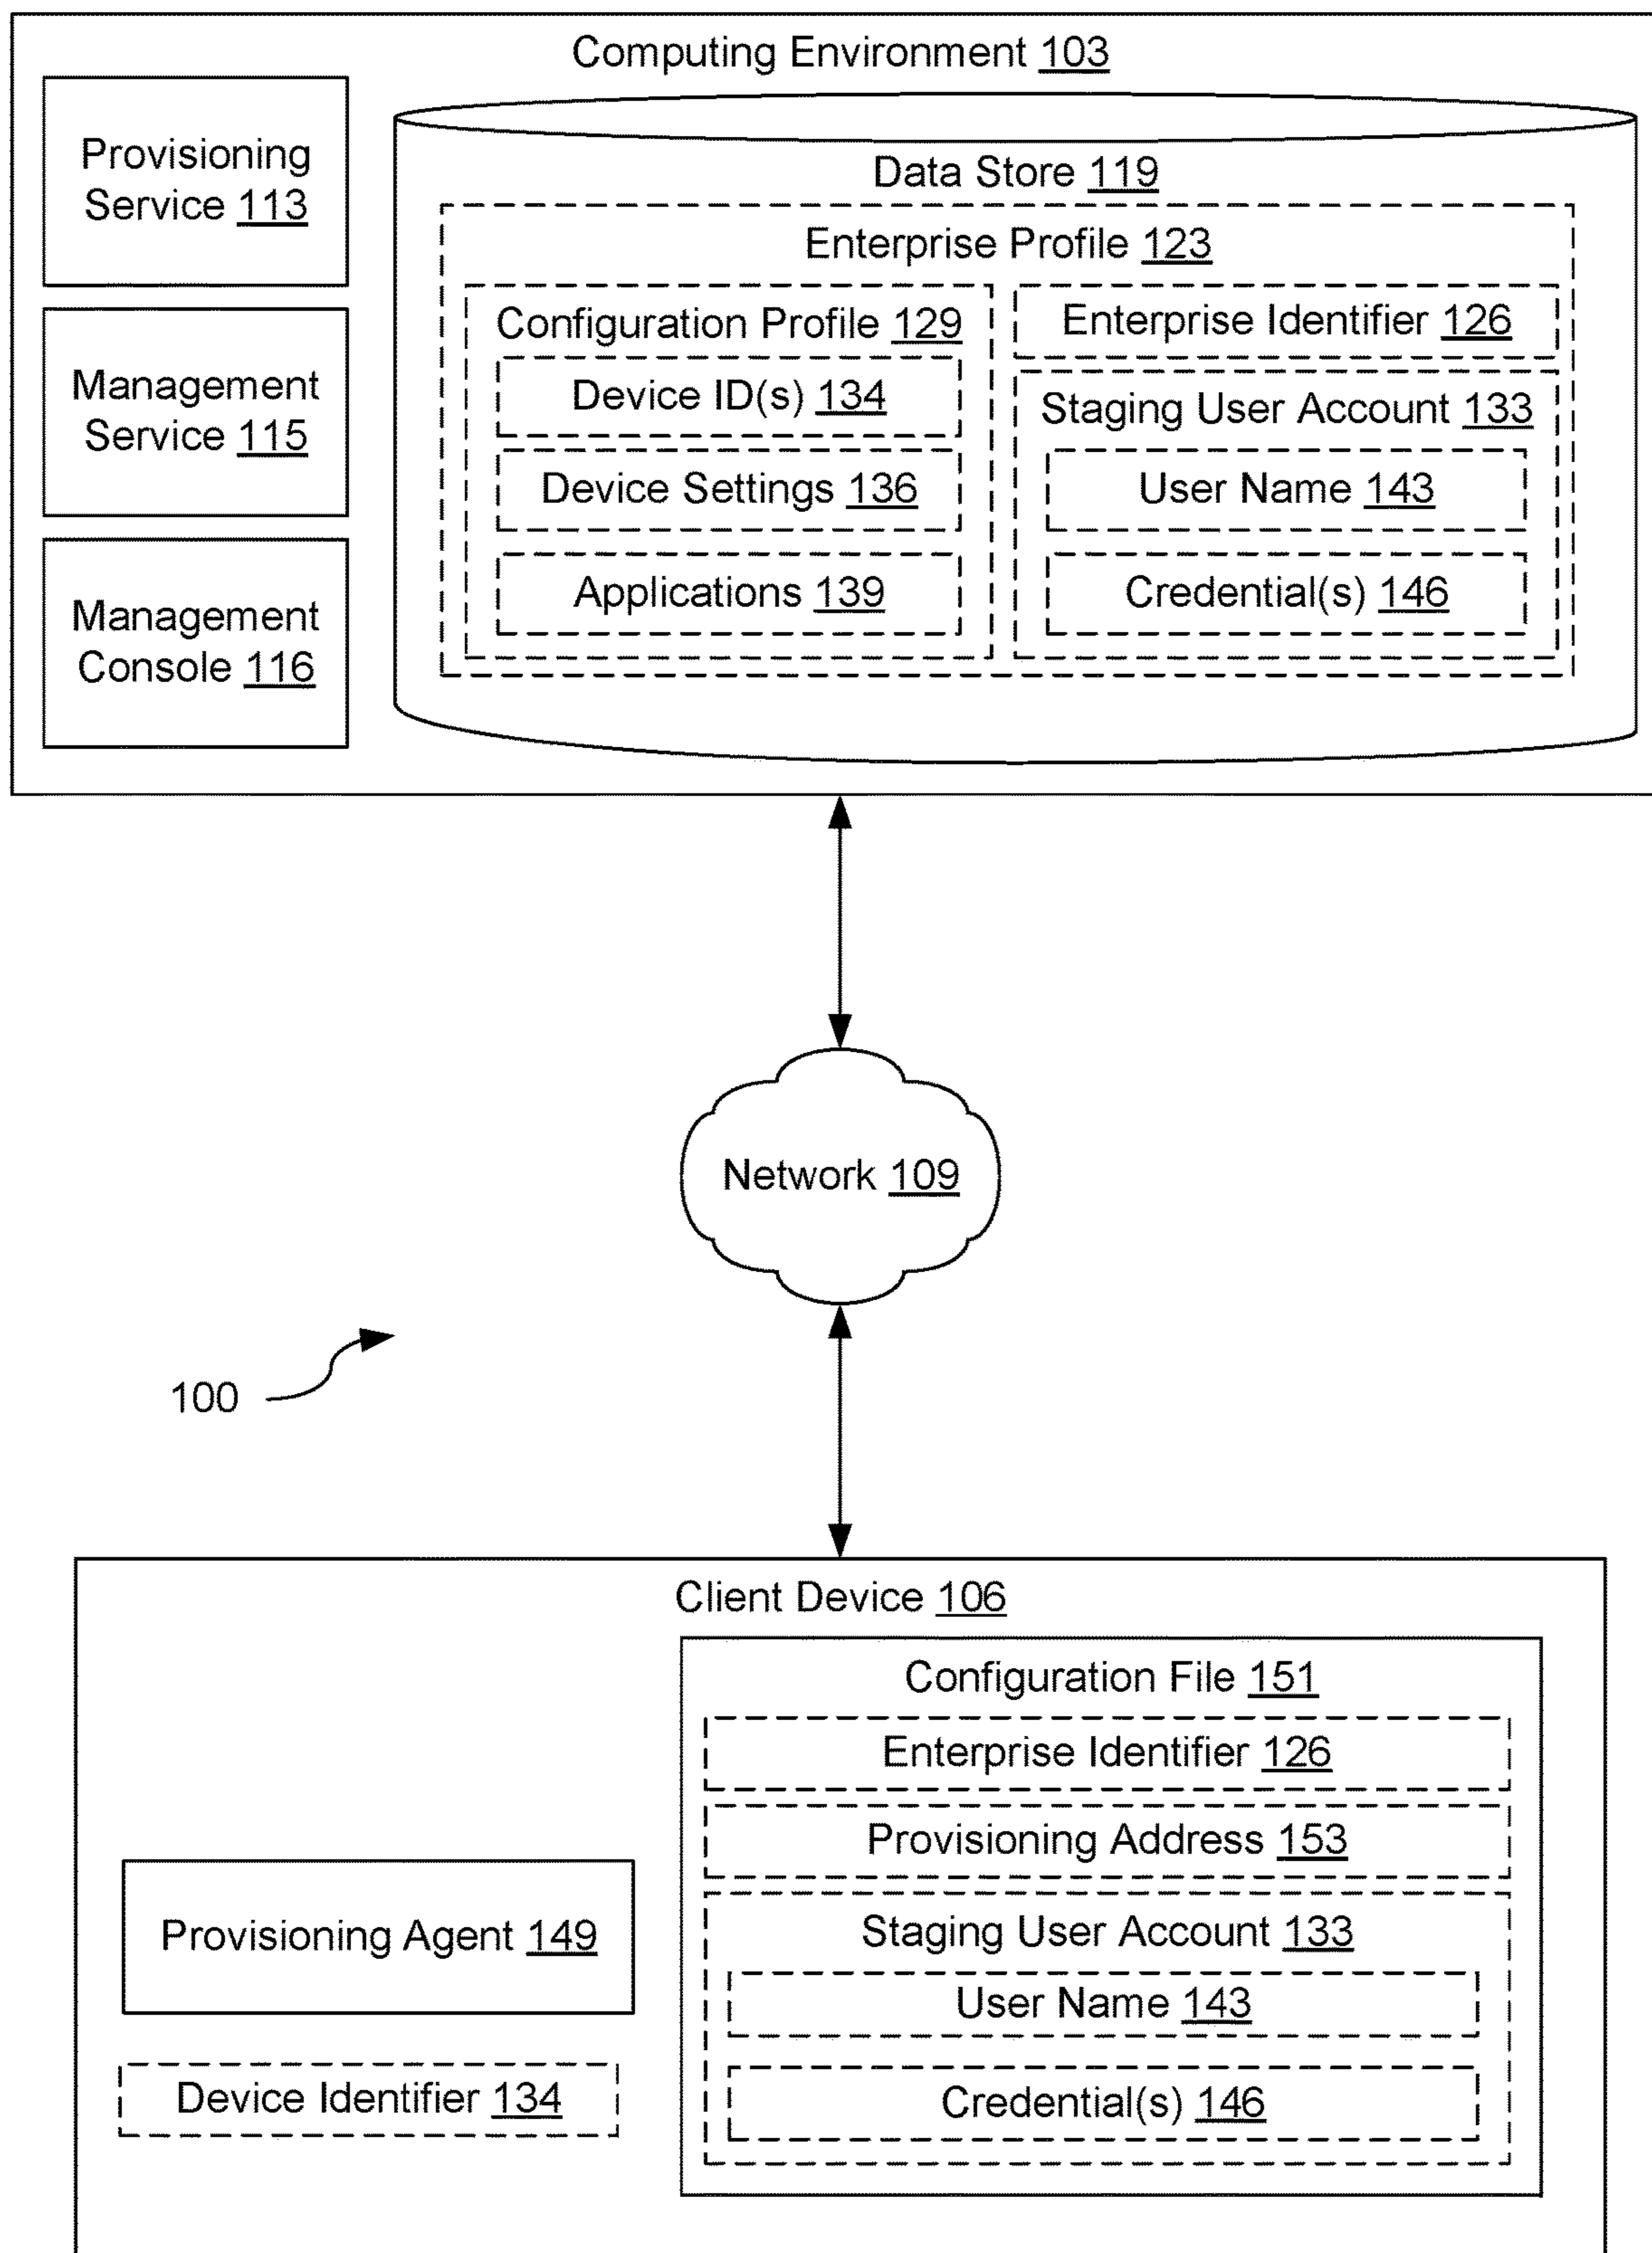 Computing Environment 103
Provisioning
Service 113
Management
Service 115
Management
Console 116
Data Store 119
Enterprise Profile 123
Configuration Profile 129
Device ID(s) 134
Device Settings 136
Applications 139
Enterprise Identifier 126
Staging User Account 133
User Name 143
Credential(s) 146
Network 109
100
Client Device 106
Provisioning Agent 149
Device Identifier 134
Configuration File 151
Enterprise Identifier 126
Provisioning Address 153
Staging User Account 133
User Name 143
Credential(s) 146